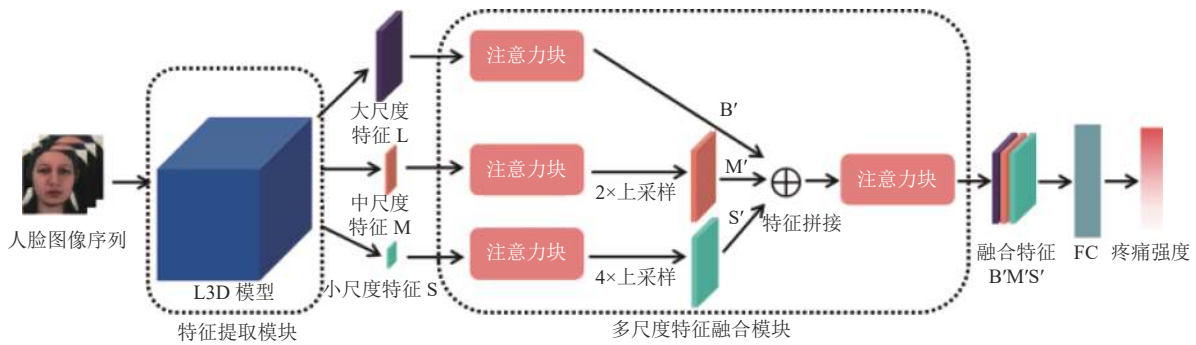 人脸图像序列
L3D 模型
特征提取模块
大尺度
特征 L
中尺度
特征 M
小尺度特征 S
注意力块
注意力块
注意力块
2×上采样
4×上采样
B′
M′
S′
特征拼接
注意力块
多尺度特征融合模块
融合特征
B′M′S′
FC
疼痛强度